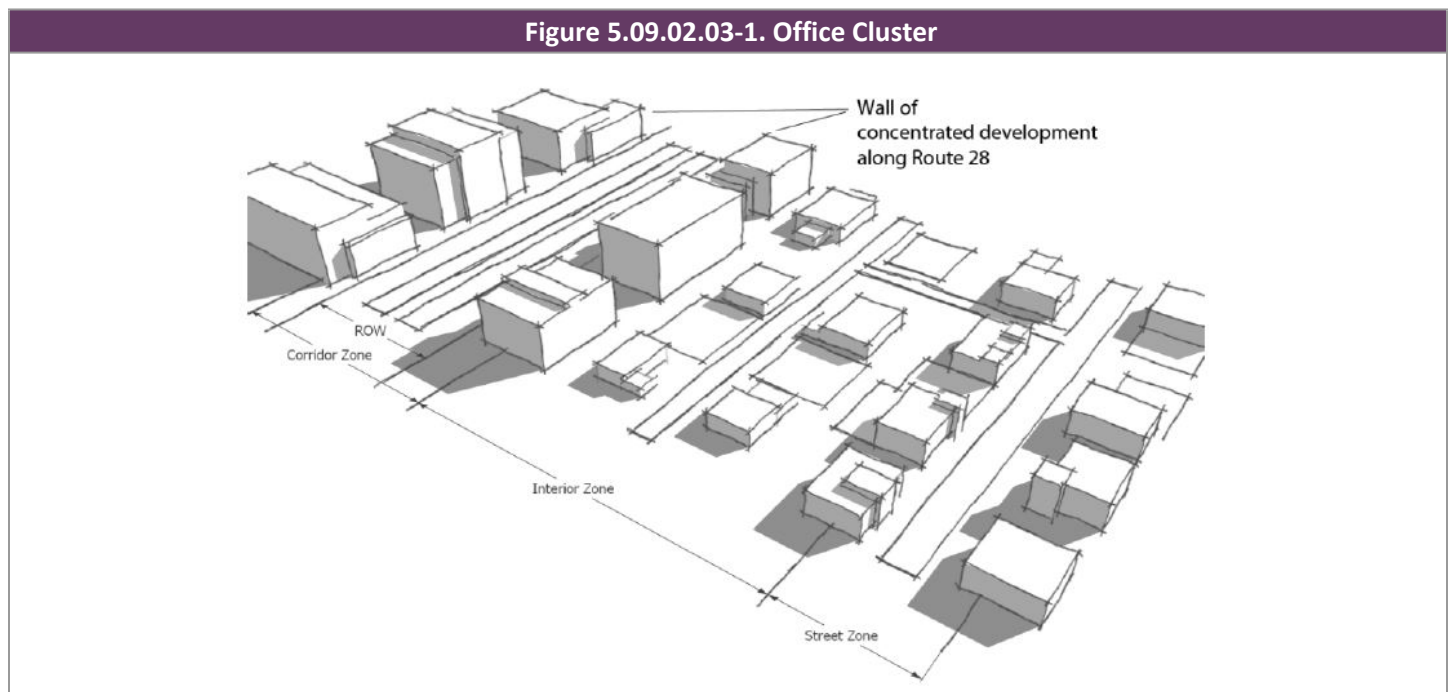 Figure 5.09.02.03-1. Office Cluster
Wall of
concentrated development
along Route 28
ROW
Corridor Zone
Interior Zone
Street Zone